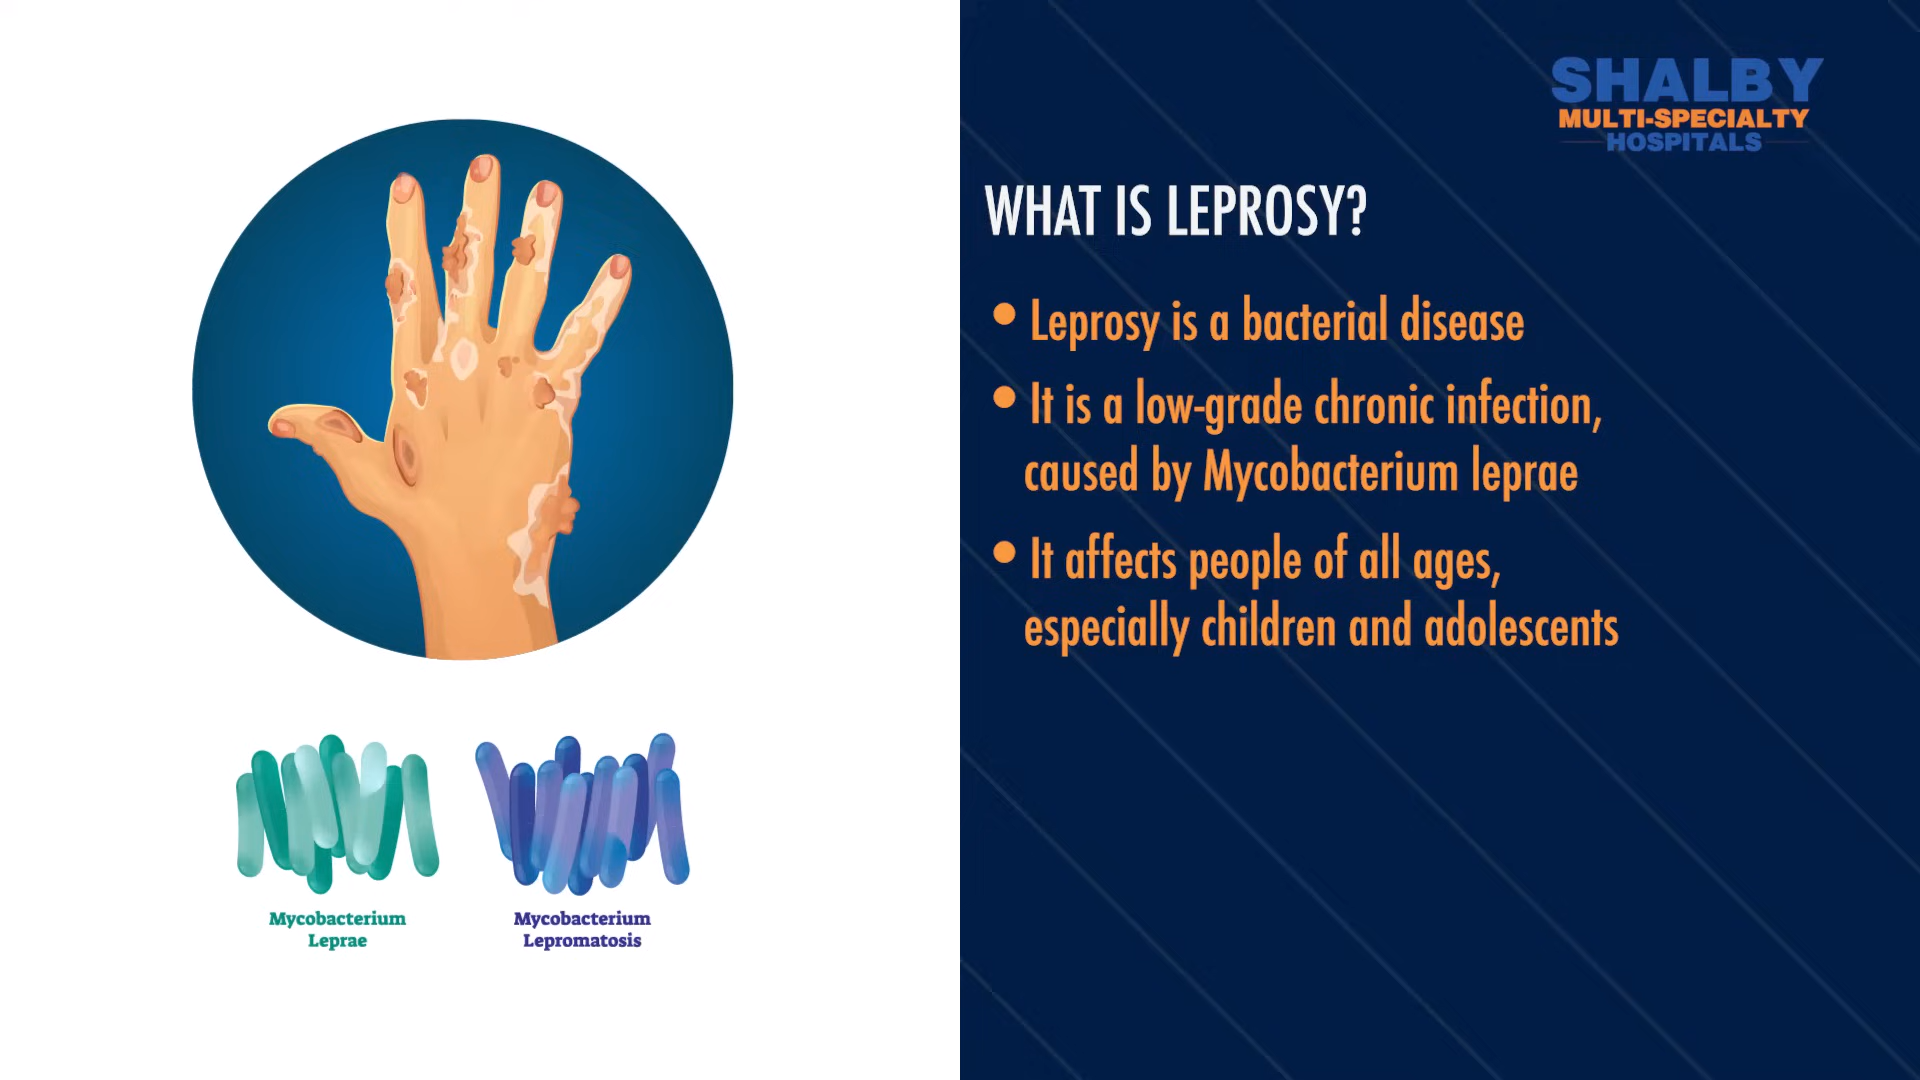 SHALBY
MULTI-SPECIALTY
HOSPITALS
WHAT IS LEPROSY?
• Leprosy is a bacterial disease
• It is a low-grade chronic infection,
caused by Mycobacterium leprae
• It affects people of all ages,
especially children and adolescents
Mycobacterium
Leprae
Mycobacterium
Lepromatosis